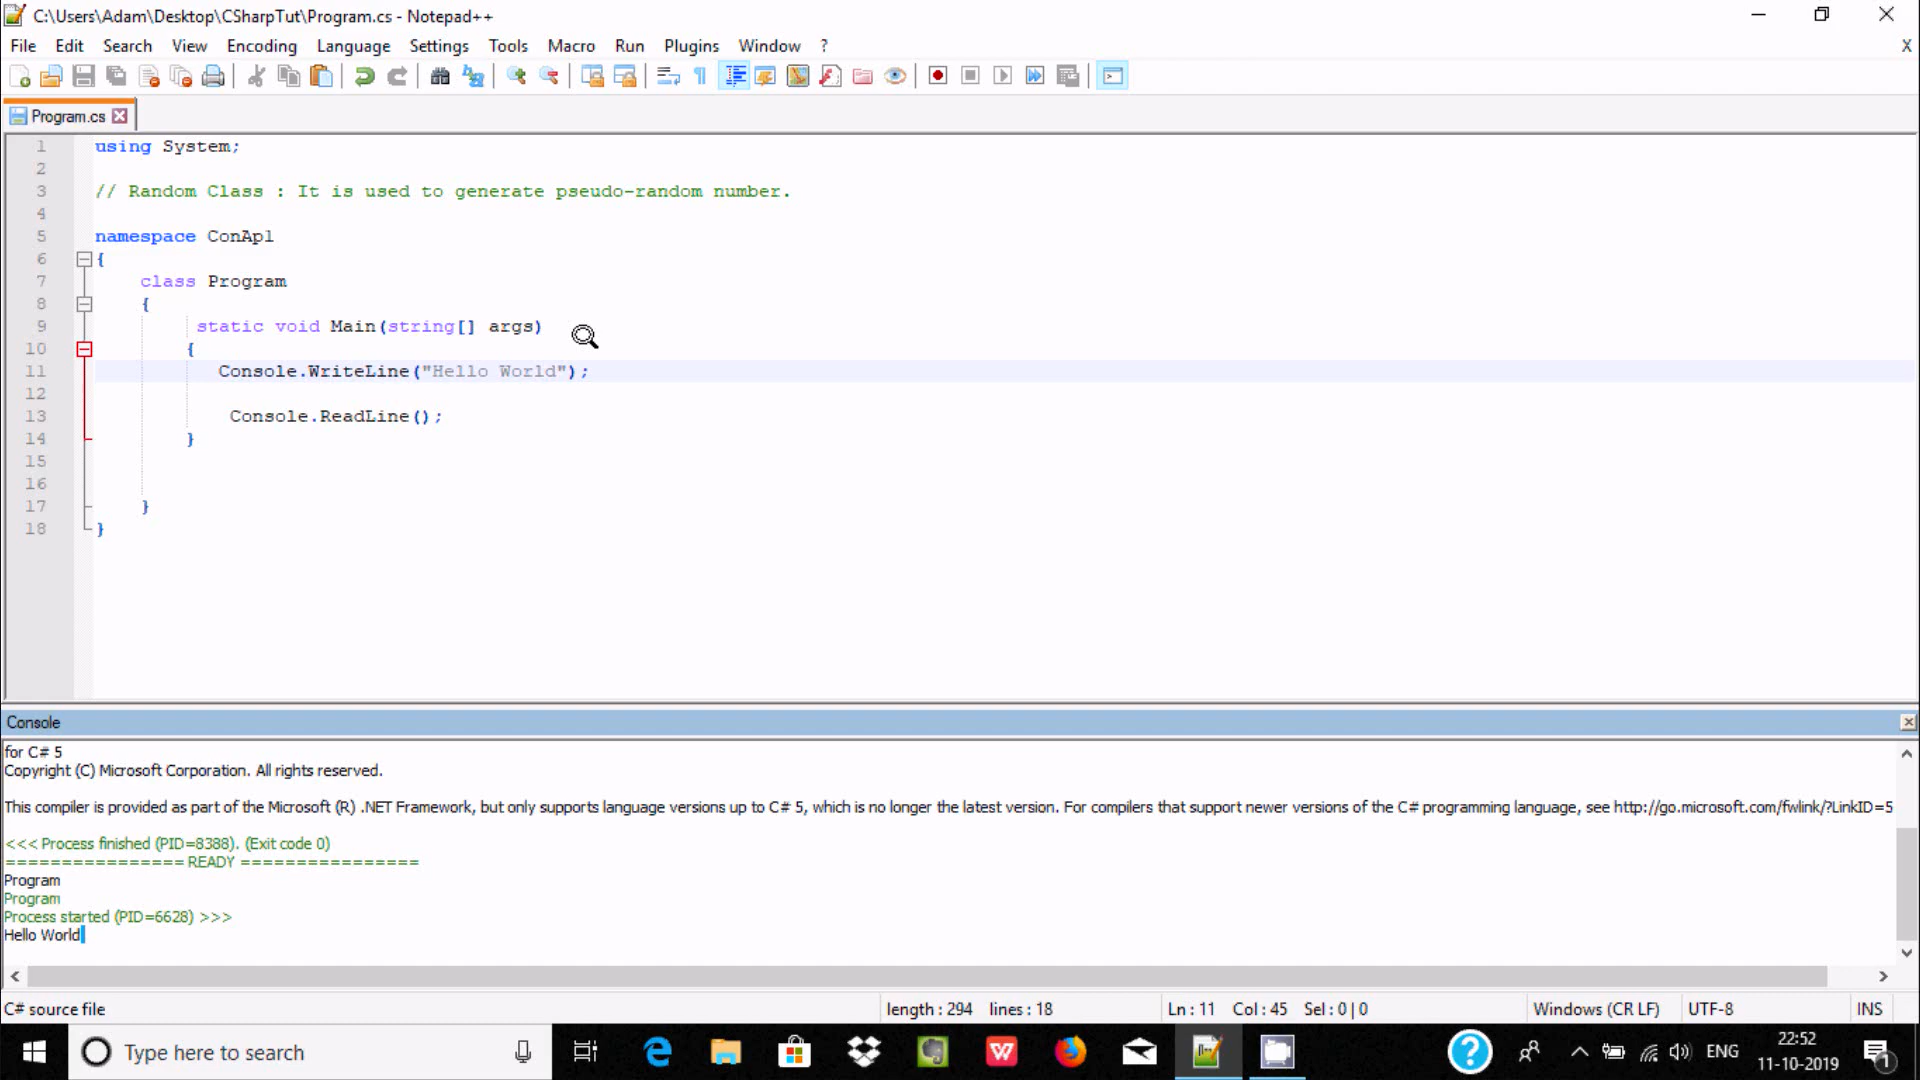 C:\Users\Adam\Desktop\CSharpTut\Program.cs - Notepad++
File Edit Search View Encoding Language Settings Tools Macro Run Plugins Window ? X
Program.cs
1 using System;
2
3 // Random Class : It is used to generate pseudo-random number.
4
5 namespace ConApl
6 {
7 class Program
8 {
9 static void Main(string[] args)
10 {
11 Console.WriteLine("Hello World");
12
13 Console.ReadLine();
14 }
15
16
17 }
18 }
Console
for C# 5
Copyright (C) Microsoft Corporation. All rights reserved.
This compiler is provided as part of the Microsoft (R) .NET Framework, but only supports language versions up to C# 5, which is no longer the latest version. For compilers that support newer versions of the C# programming language, see http://go.microsoft.com/fwlink/?LinkID=5
<<< Process finished (PID=8388). (Exit code 0)
================ READY ================
Program
Program
Process started (PID=6628) >>>
Hello World
C# source file length : 294 lines : 18 Ln : 11 Col : 45 Sel : 0 | 0 Windows (CR LF) UTF-8 INS
Type here to search
ENG
22:52
11-10-2019
1